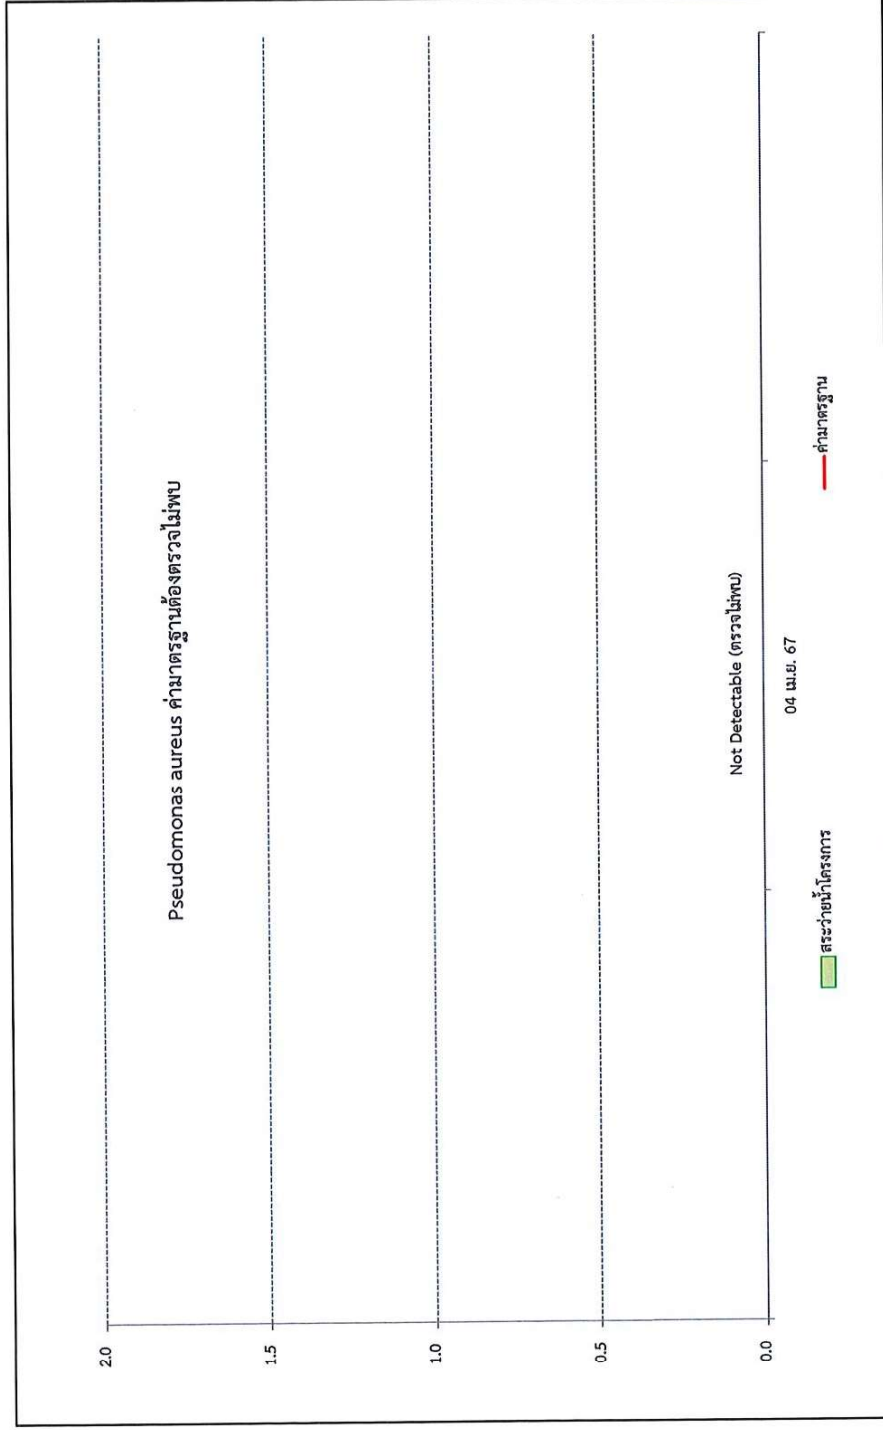 Pseudomonas aureus ค่ามาตรฐานต้องตรวจไม่พบ
2.0
1.5
1.0
0.5
0.0
Not Detectable (ตรวจไม่พบ)
04 เม.ย. 67
สระว่ายน้ำโครงการ
ค่ามาตรฐาน